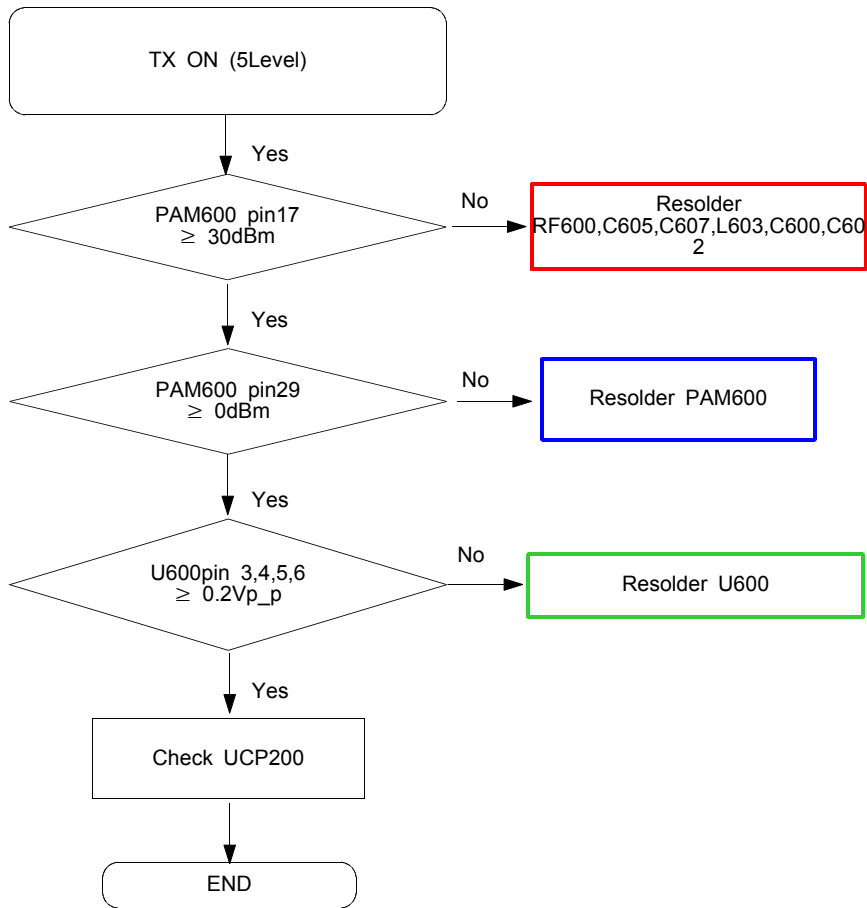 TX ON (5Level)
Yes
PAM600 pin17
≥ 30dBm
No
Resolder
RF600,C605,C607,L603,C600,C60
2
Yes
PAM600 pin29
≥ 0dBm
No
Resolder PAM600
Yes
U600pin 3,4,5,6
≥ 0.2Vp_p
No
Resolder U600
Yes
Check UCP200
END